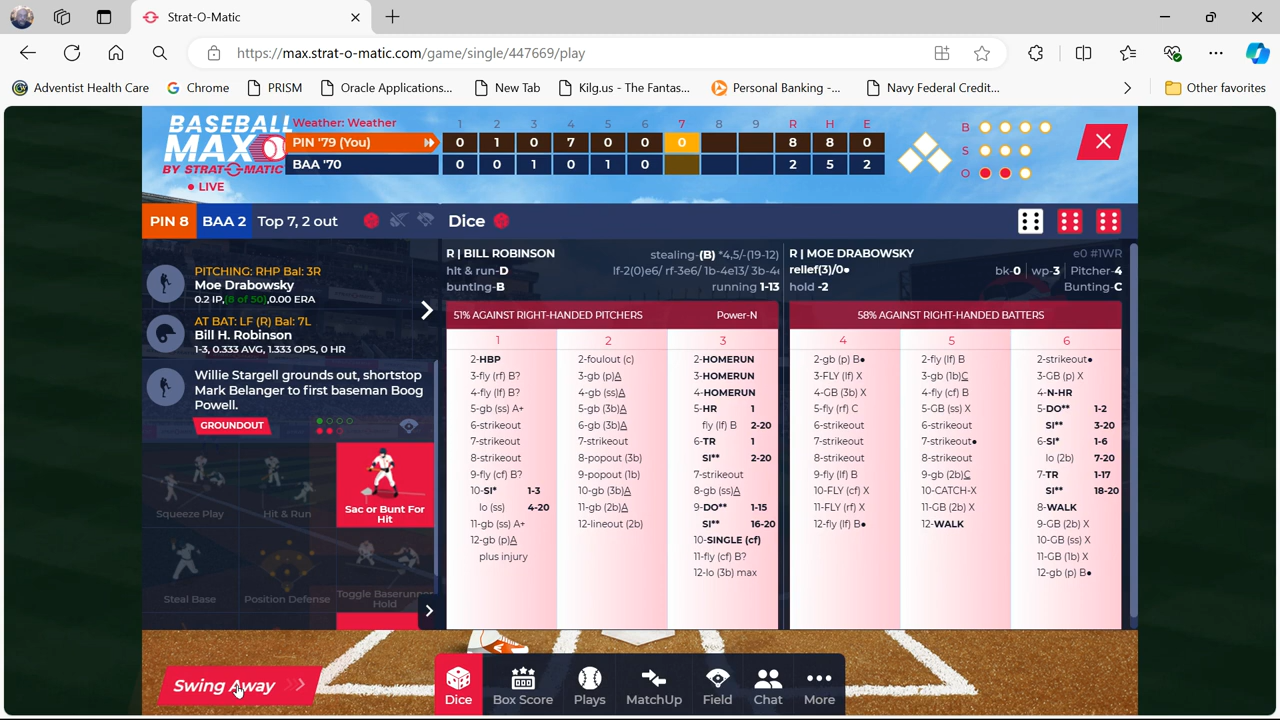 Strat-O-Matic
https://max.strat-o-matic.com/game/single/447669/play
Adventist Health Care
Chrome
PRISM
Oracle Applications...
New Tab
Kilg.us - The Fantas...
Personal Banking -...
Navy Federal Credit...
Other favorites
BASEBALL
MAX
BY STRAT-O-MATIC
LIVE
Weather: Weather
1 2 3 4 5 6 7 8 9 R H E
PIN '79 (You) 0 1 0 7 0 0 0 8 8 0
BAA '70 0 0 1 0 1 0 2 5 2
B
S
O
PIN 8 BAA 2 Top 7, 2 out
Dice
PITCHING: RHP Bal: 3R
Moe Drabowsky
0.2 IP,(8 of 50),0.00 ERA
AT BAT: LF (R) Bal: 7L
Bill H. Robinson
1-3, 0.333 AVG, 1.333 OPS, 0 HR
Willie Stargell grounds out, shortstop
Mark Belanger to first baseman Boog
Powell.
GROUNDOUT
Squeeze Play
Hit & Run
Sac or Bunt For
Hit
Steal Base
Position Defense
Toggle Baserunner
Hold
R | BILL ROBINSON
stealing-(B) *4,5/-(19-12)
hit & run-D
lf-2(0)e6/ rf-3e6/ 1b-4e13/ 3b-4
bunting-B
running 1-13
51% AGAINST RIGHT-HANDED PITCHERS Power-N
1
2-HBP
3-fly (rf) B?
4-fly (lf) B?
5-gb (ss) A+
6-strikeout
7-strikeout
8-strikeout
9-fly (cf) B?
10-SI* 1-3
lo (ss) 4-20
11-gb (ss) A+
12-gb (p)A
plus injury
2
2-foulout (c)
3-gb (p)A
4-gb (ss)A
5-gb (3b)A
6-gb (3b)A
7-strikeout
8-popout (3b)
9-popout (1b)
10-gb (3b)A
11-gb (2b)A
12-lineout (2b)
3
2-HOMERUN
3-HOMERUN
4-HOMERUN
5-HR 1
fly (lf) B 2-20
6-TR 1
SI** 2-20
7-strikeout
8-gb (ss)A
9-DO** 1-15
SI** 16-20
10-SINGLE (cf)
11-fly (cf) B?
12-lo (3b) max
R | MOE DRABOWSKY
e0 #1WR
relief(3)/0●
bk-0 wp-3 Pitcher-4
hold -2
Bunting-C
58% AGAINST RIGHT-HANDED BATTERS
4
2-gb (p) B●
3-FLY (lf) X
4-GB (3b) X
5-fly (rf) C
6-strikeout
7-strikeout
8-strikeout
9-fly (lf) B
10-FLY (cf) X
11-FLY (rf) X
12-fly (lf) B●
5
2-fly (lf) B
3-gb (1b)C
4-fly (cf) B
5-GB (ss) X
6-strikeout
7-strikeout●
8-strikeout
9-gb (2b)C
10-CATCH-X
11-GB (2b) X
12-WALK
6
2-strikeout●
3-GB (p) X
4-N-HR
5-DO** 1-2
SI** 3-20
6-SI* 1-6
lo (2b) 7-20
7-TR 1-17
SI** 18-20
8-WALK
9-GB (2b) X
10-GB (ss) X
11-GB (1b) X
12-gb (p) B●
Swing Away
Dice
Box Score
Plays
MatchUp
Field
Chat
More